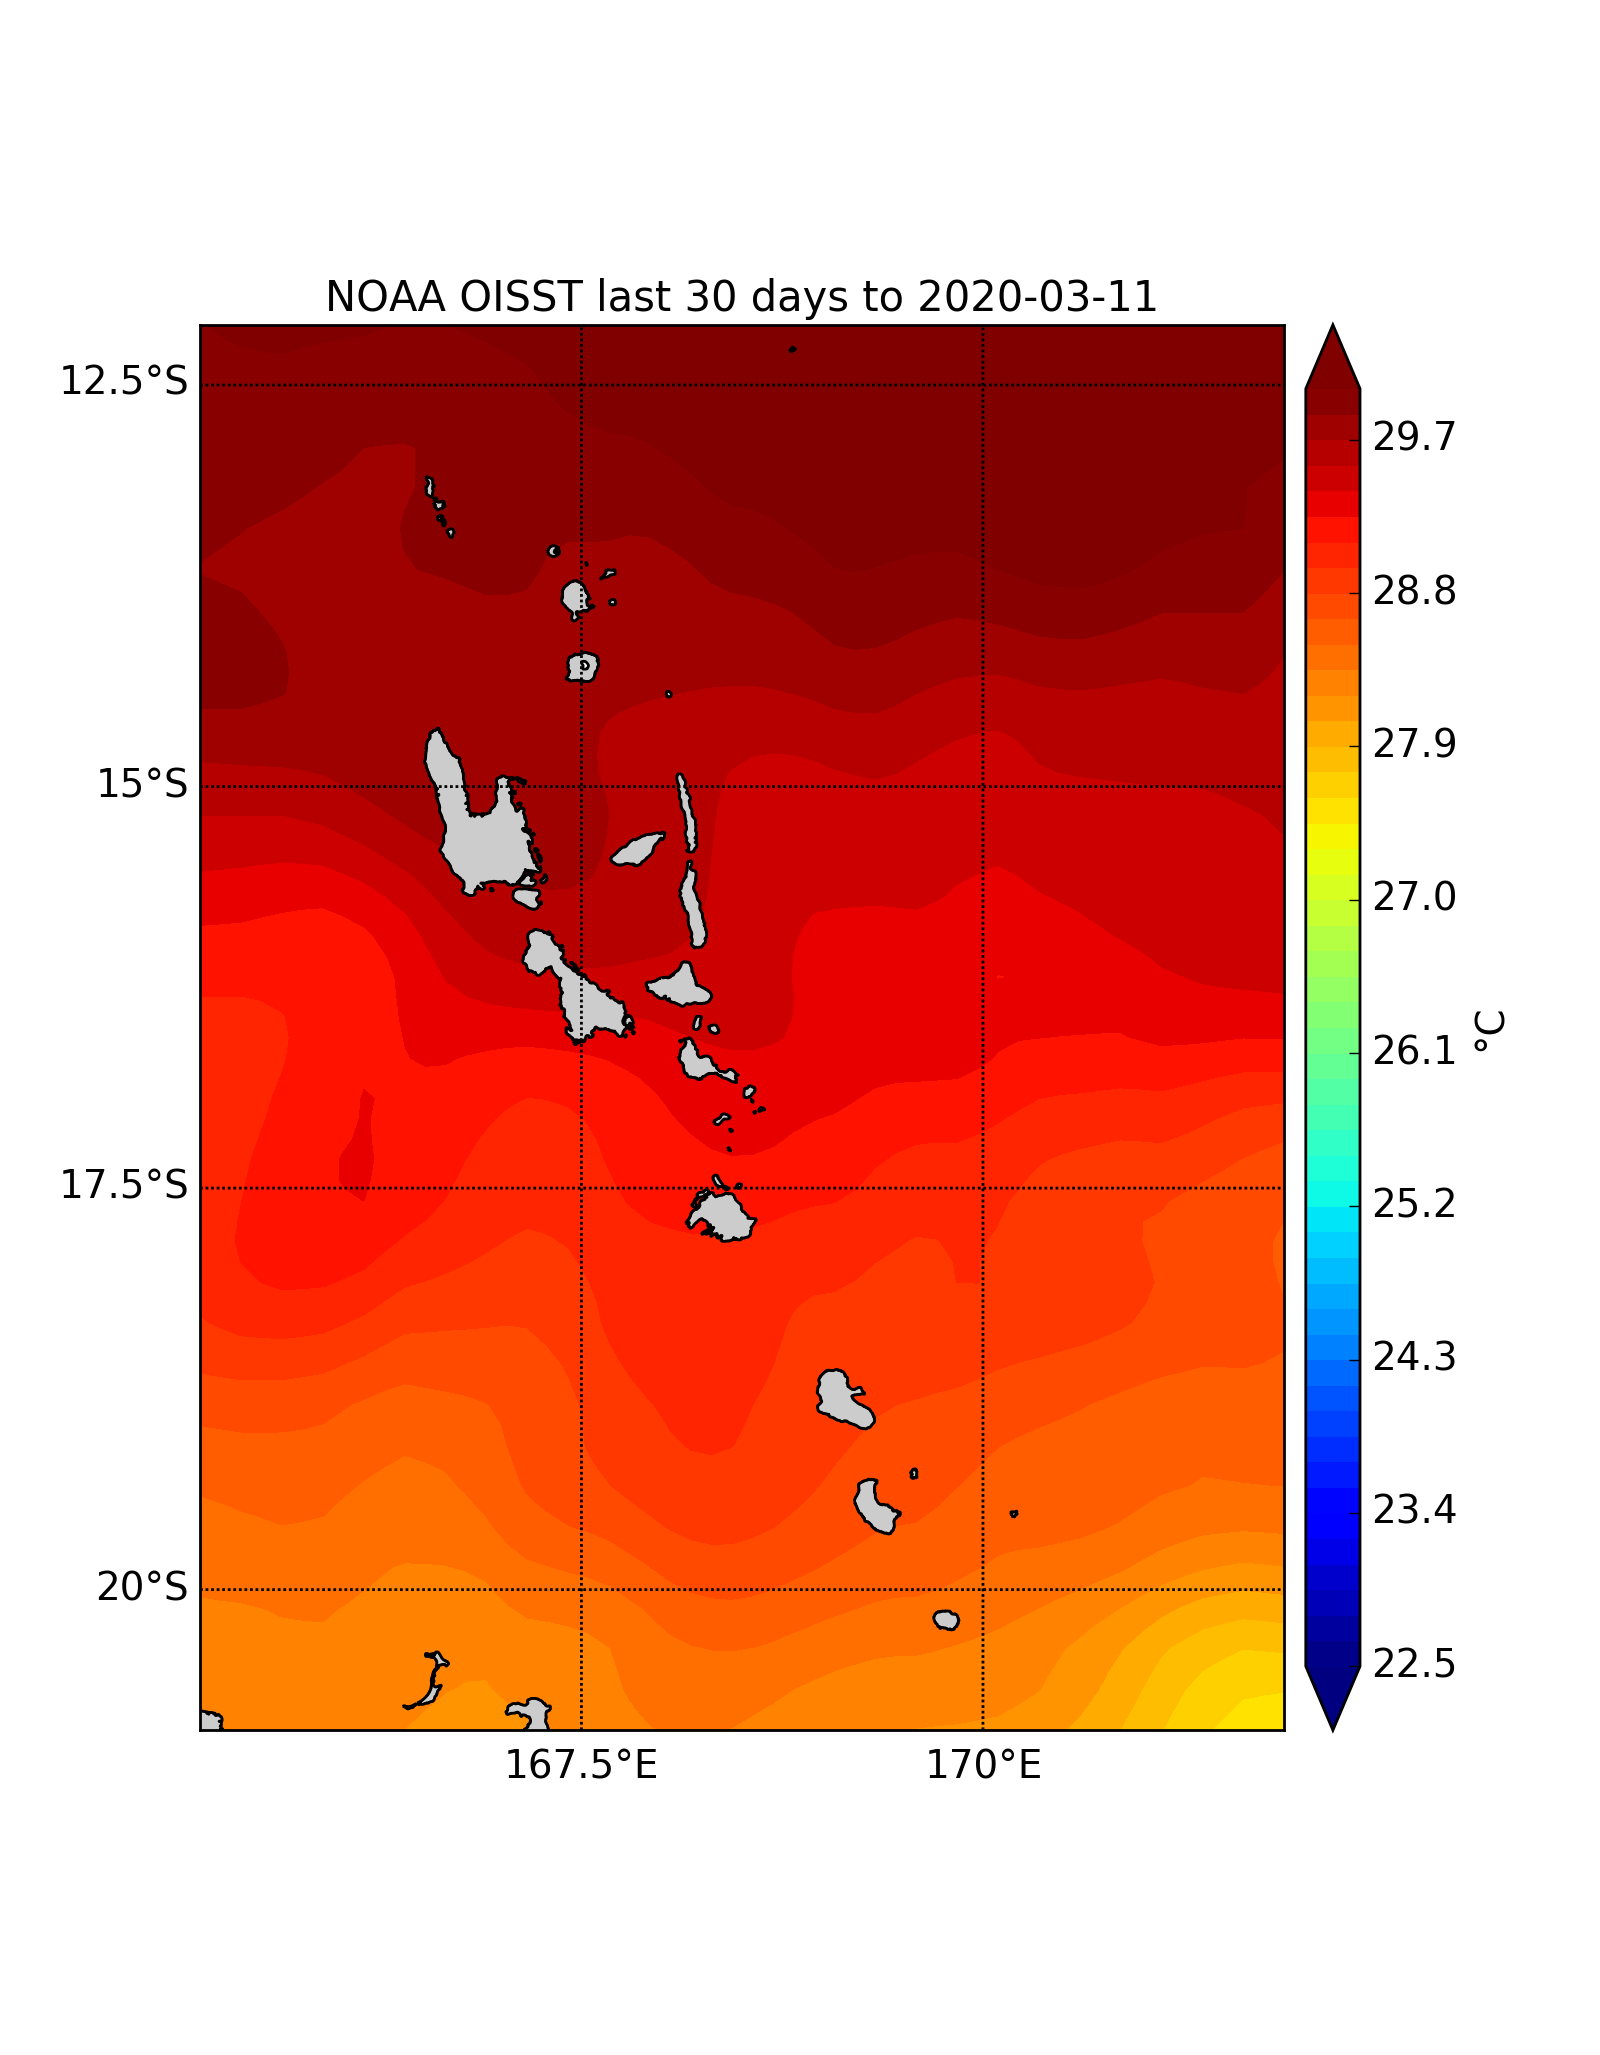 NOAA OISST last 30 days to 2020-03-11
12.5°S
15°S
17.5°S
20°S
167.5°E
170°E
29.7
28.8
27.9
27.0
26.1
25.2
24.3
23.4
22.5
°C